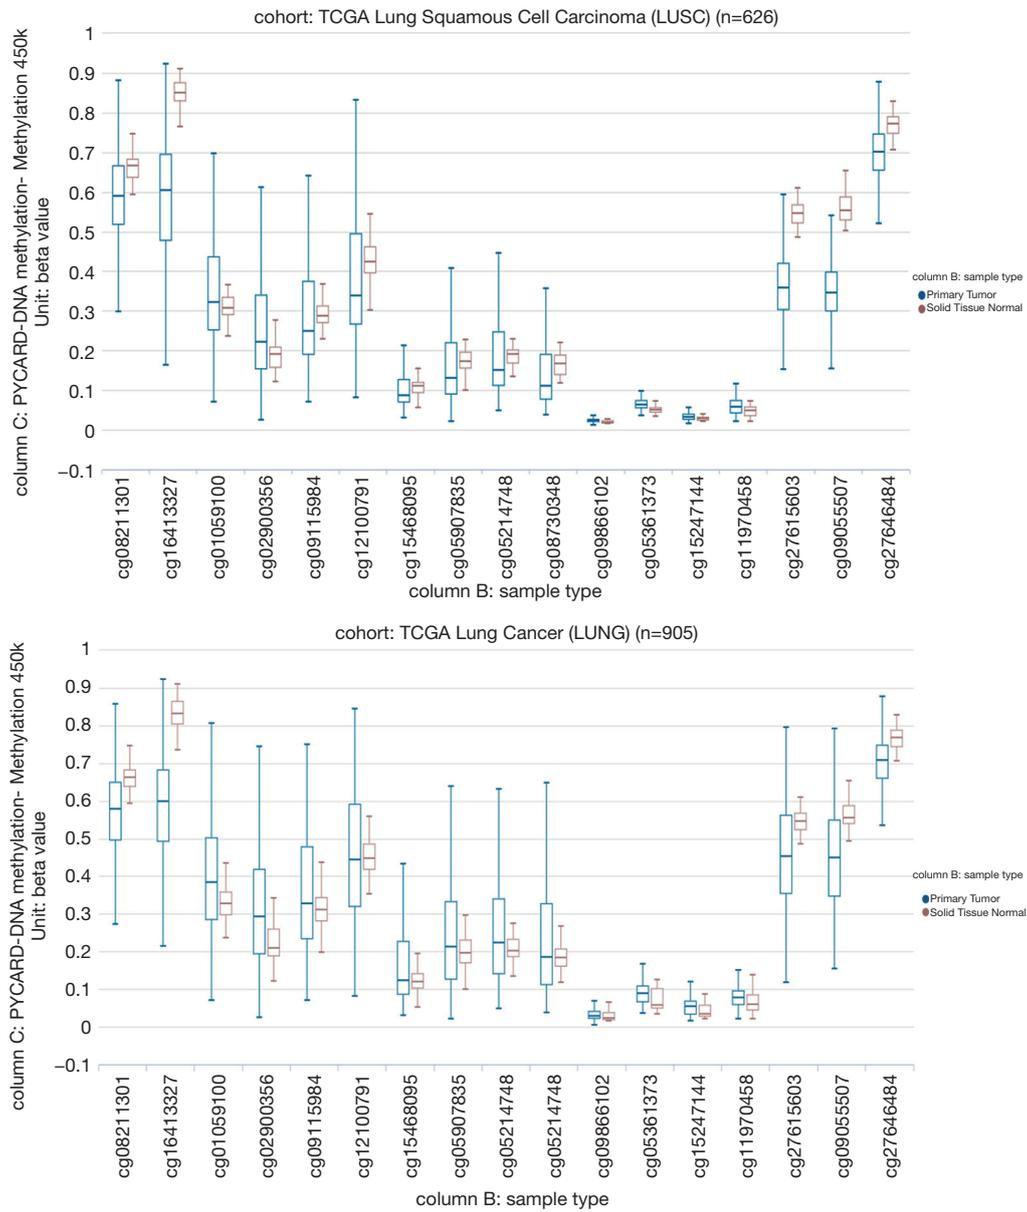 cohort: TCGA Lung Squamous Cell Carcinoma (LUSC) (n=626)
column C: PYCARD-DNA methylation- Methylation 450k
Unit: beta value
1
0.9
0.8
0.7
0.6
0.5
0.4
0.3
0.2
0.1
0
−0.1
cg08211301
cg16413327
cg01059100
cg02900356
cg09115984
cg12100791
cg15468095
cg05907835
cg05214748
cg08730348
cg09866102
cg05361373
cg15247144
cg11970458
cg27615603
cg09055507
cg27646484
column B: sample type
column B: sample type
Primary Tumor
Solid Tissue Normal
cohort: TCGA Lung Cancer (LUNG) (n=905)
column C: PYCARD-DNA methylation- Methylation 450k
Unit: beta value
1
0.9
0.8
0.7
0.6
0.5
0.4
0.3
0.2
0.1
0
−0.1
cg08211301
cg16413327
cg01059100
cg02900356
cg09115984
cg12100791
cg15468095
cg05907835
cg05214748
cg05214748
cg09866102
cg05361373
cg15247144
cg11970458
cg27615603
cg09055507
cg27646484
column B: sample type
column B: sample type
Primary Tumor
Solid Tissue Normal